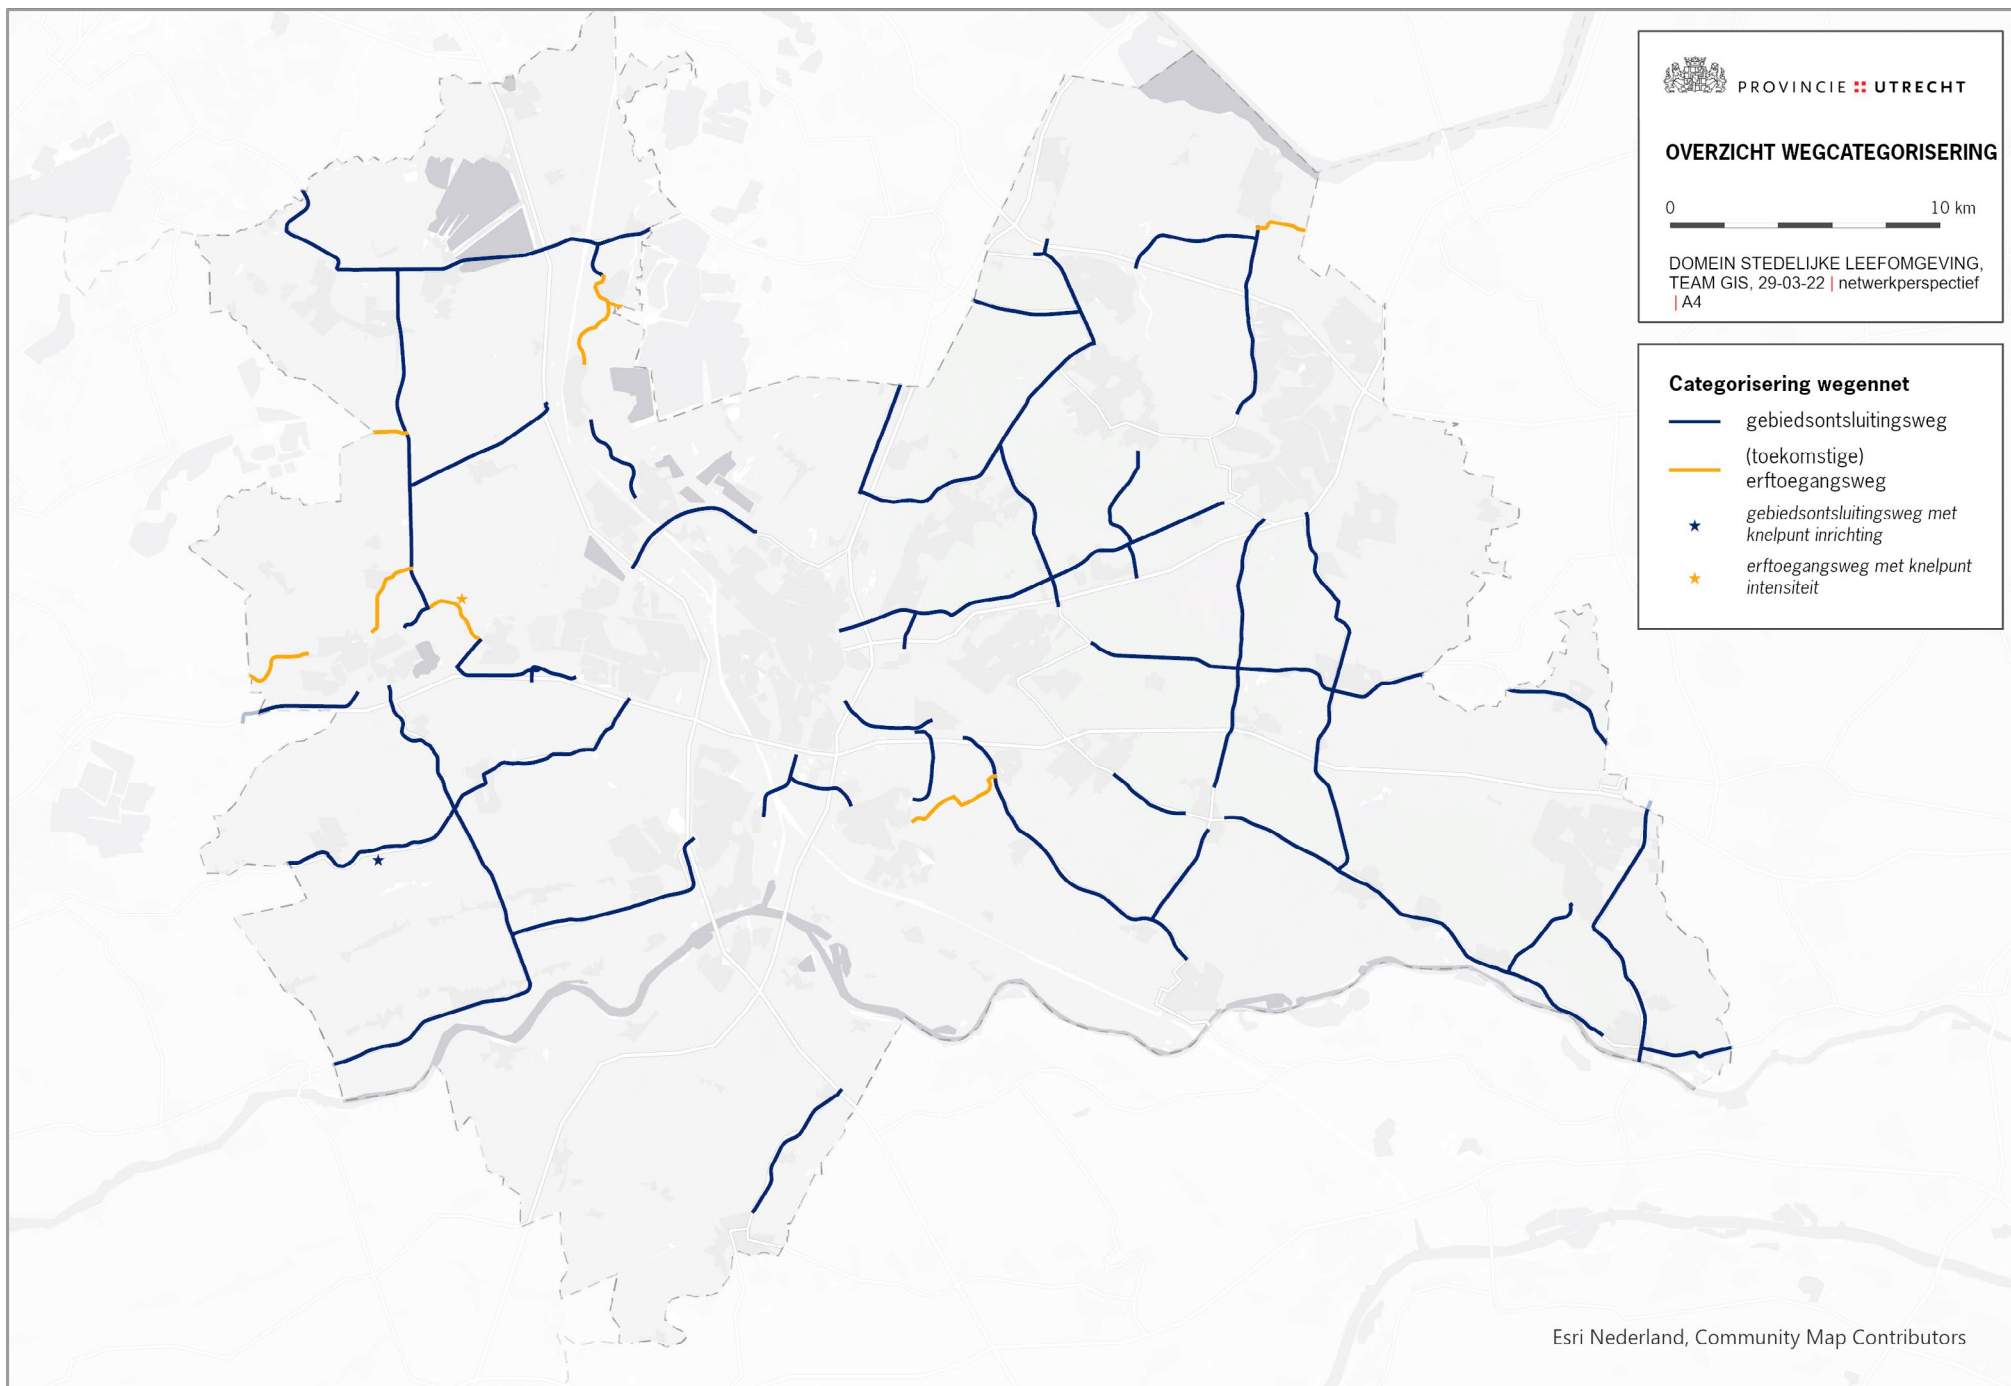 PROVINCIE UTRECHT
OVERZICHT WEGCATEGORISERING
0 10 km
DOMEIN STEDELIJKE LEEFOMGEVING,
TEAM GIS, 29-03-22 | netwerkperspectief
| A4
Categorisering wegennet
gebiedsontsluitingsweg
(toekomstige)
erftoegangsweg
gebiedsontsluitingsweg met
knelpunt inrichting
erftoegangsweg met knelpunt
intensiteit
Esri Nederland, Community Map Contributors